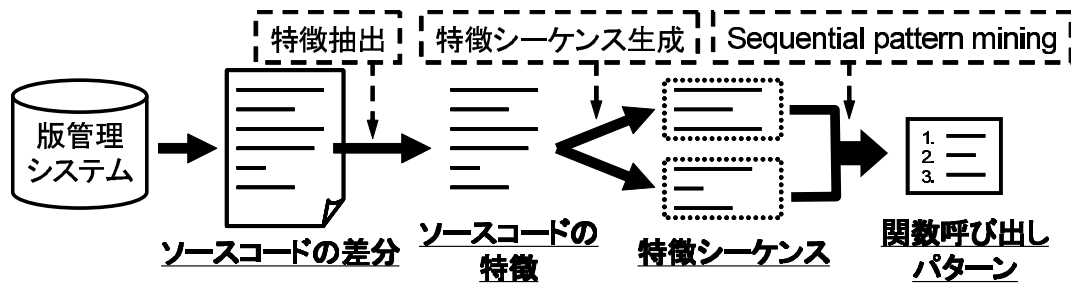 特徴抽出
特徴シーケンス生成
Sequential pattern mining
版管理
システム
1.
2.
3.
ソースコードの差分
ソースコードの
特徴
特徴シーケンス
関数呼び出し
パターン